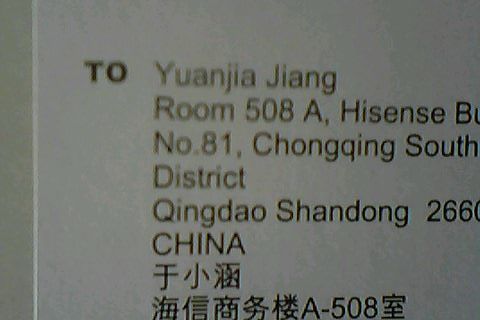 TO Yuanjia Jiang
Room 508 A, Hisense
No.81, Chongqing South
District
Qingdao Shandong
CHINA
于小涵
海信商务楼A-508室